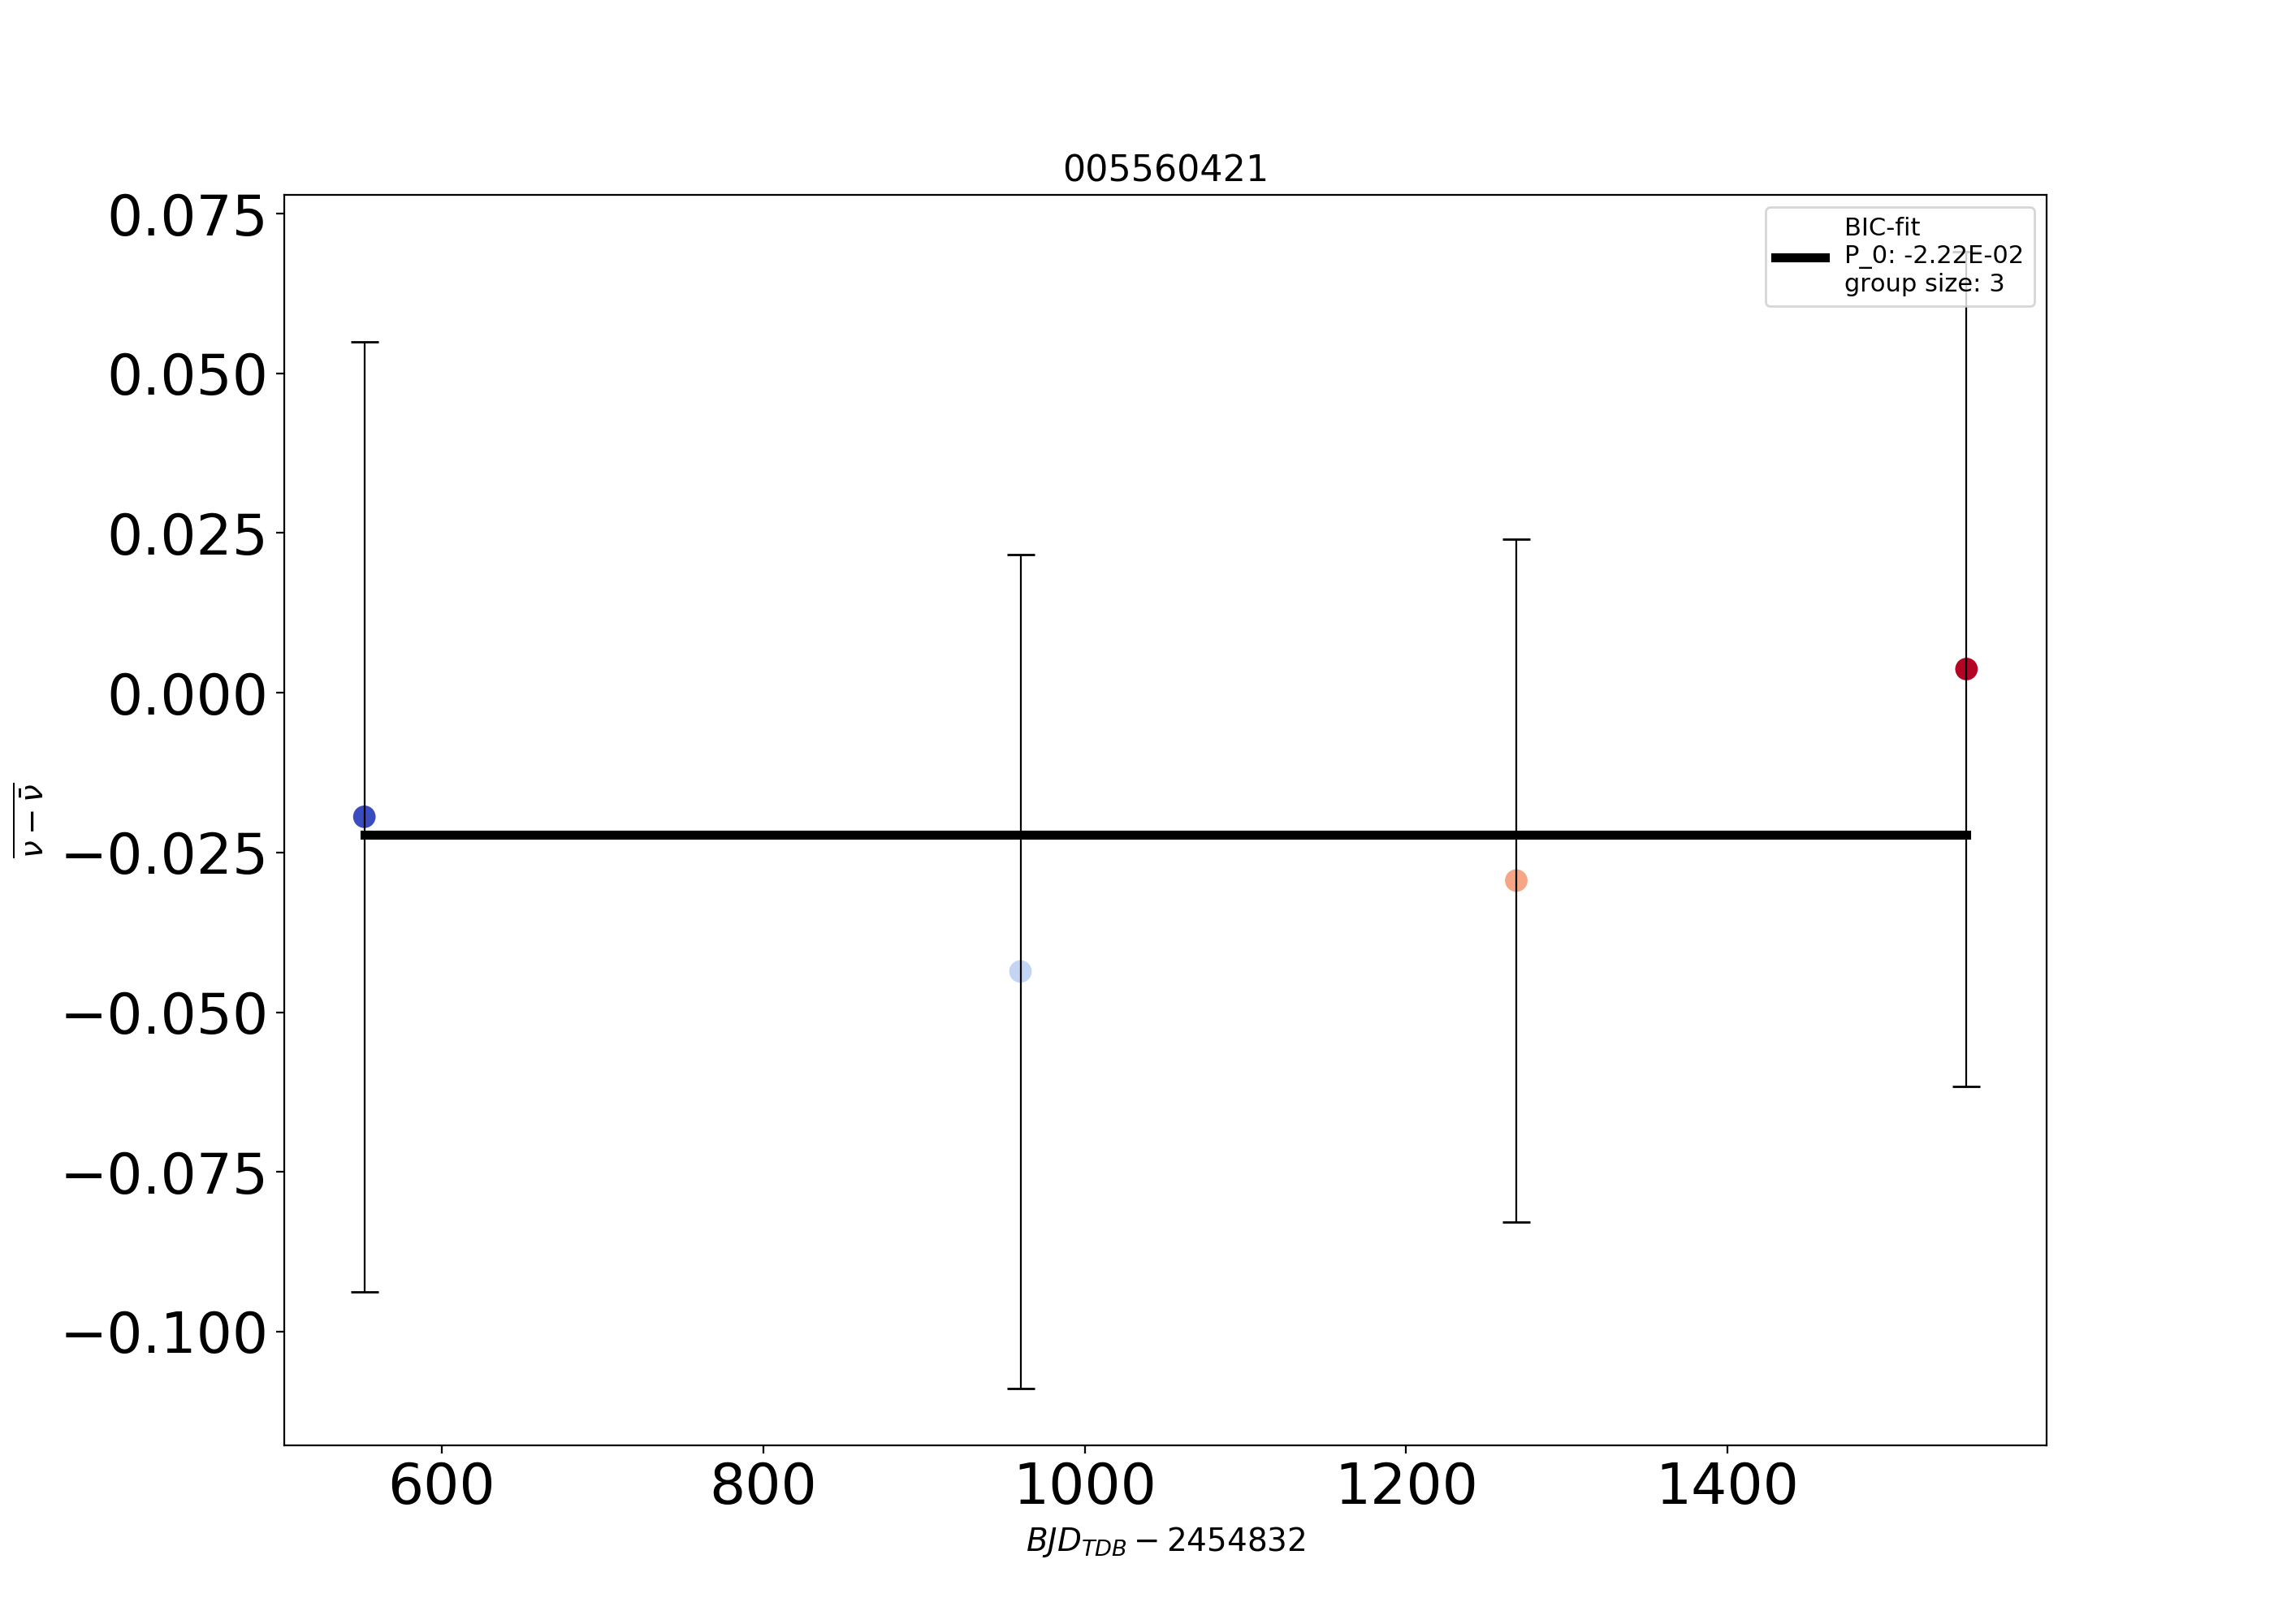 005560421
0.075
0.050
0.025
0.000
−0.025
−0.050
−0.075
−0.100
BIC-fit
P_0: -2.22E-02
group size: 3
ν − ν̄
600 800 1000 1200 1400
BJD_TDB − 2454832